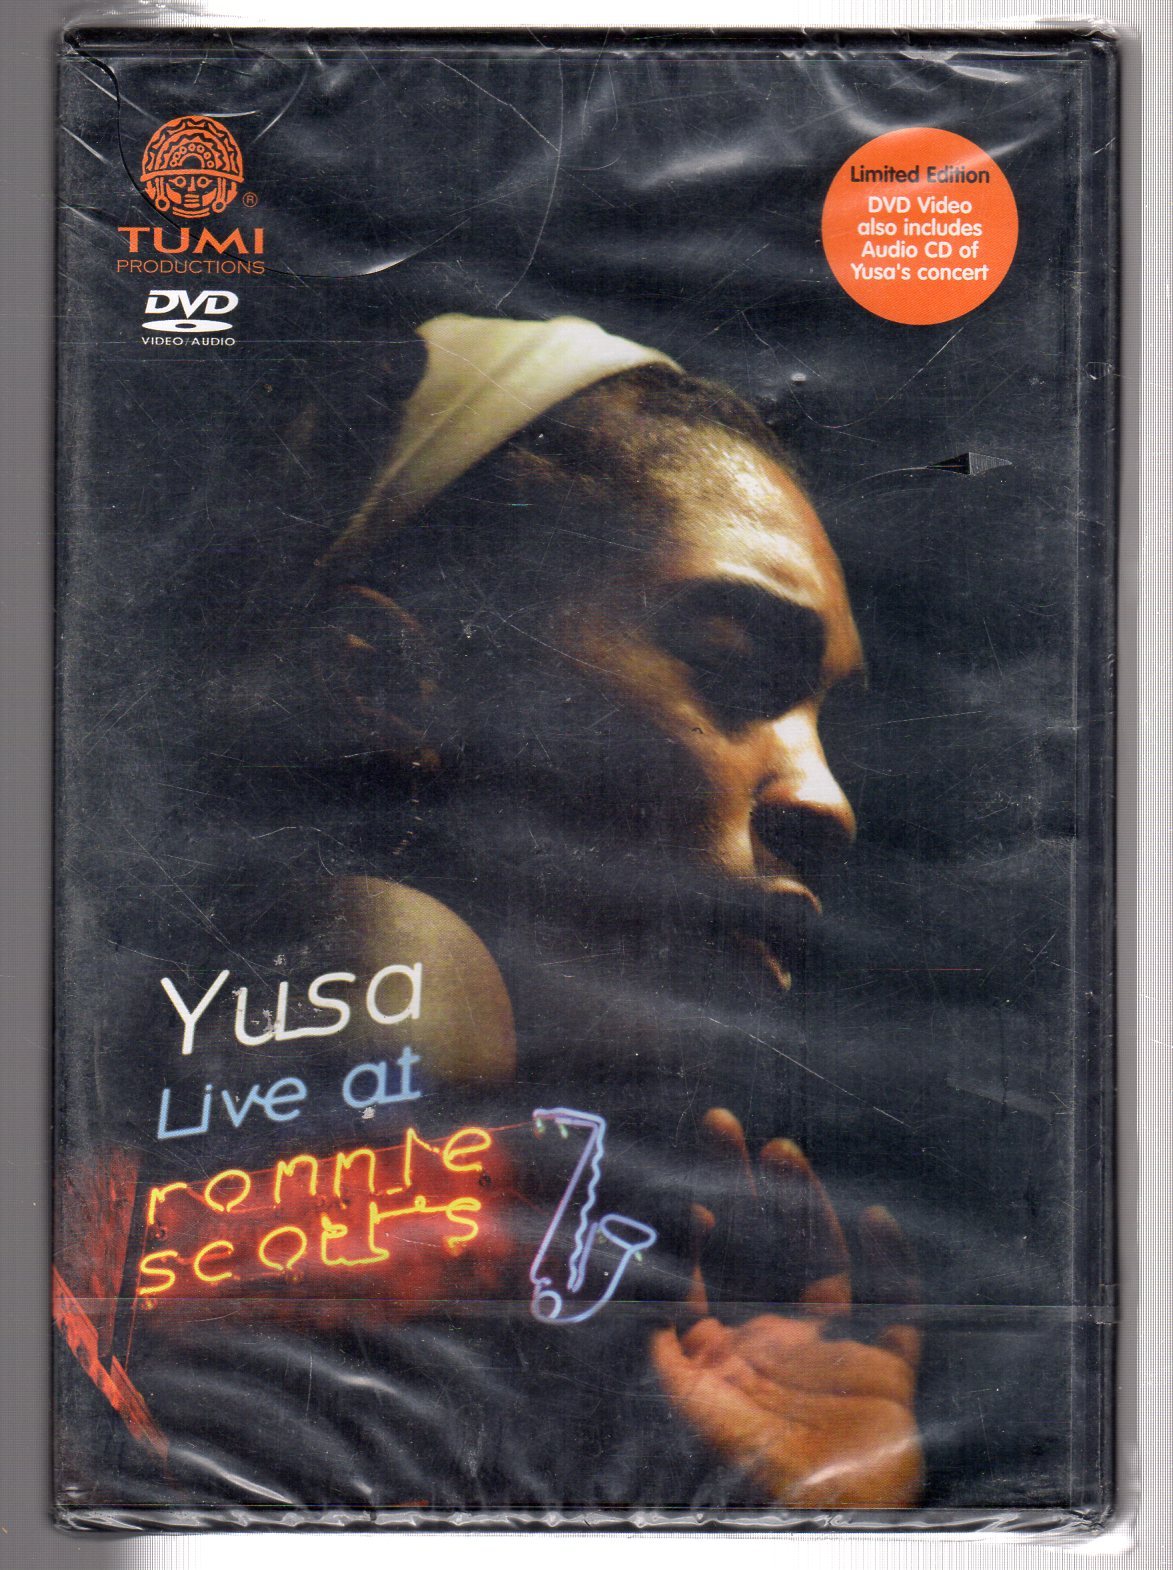 ®
TUMI
PRODUCTIONS
DVD
VIDEO/AUDIO
Limited Edition
DVD Video
also includes
Audio CD of
Yusa's concert
Yusa
Live at
ronnie
scott's